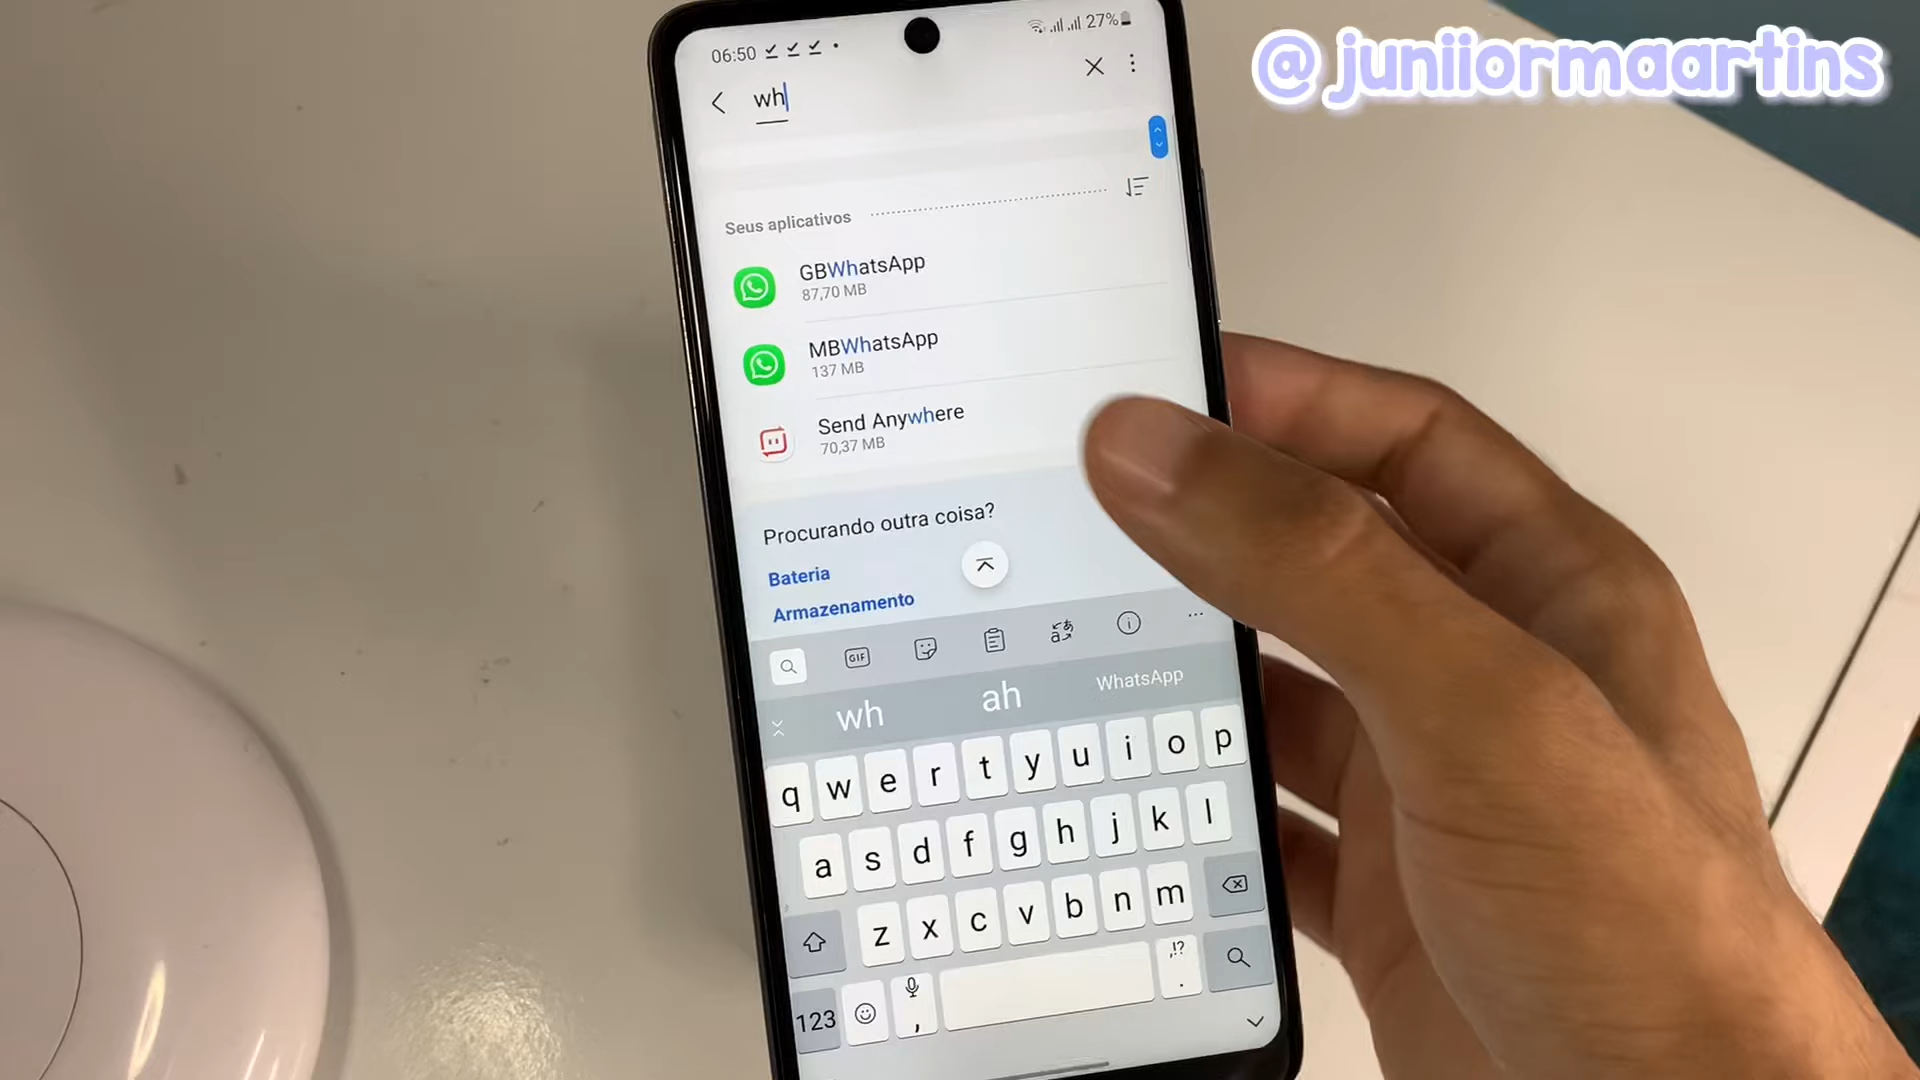 @juniiormaartins
06:50
27%
wh
Seus aplicativos
GBWhatsApp
87,70 MB
MBWhatsApp
137 MB
Send Anywhere
70,37 MB
Procurando outra coisa?
Bateria
Armazenamento
GIF
wh ah WhatsApp
q w e r t y u i o p
a s d f g h j k l
z x c v b n m
123 , ,!? .